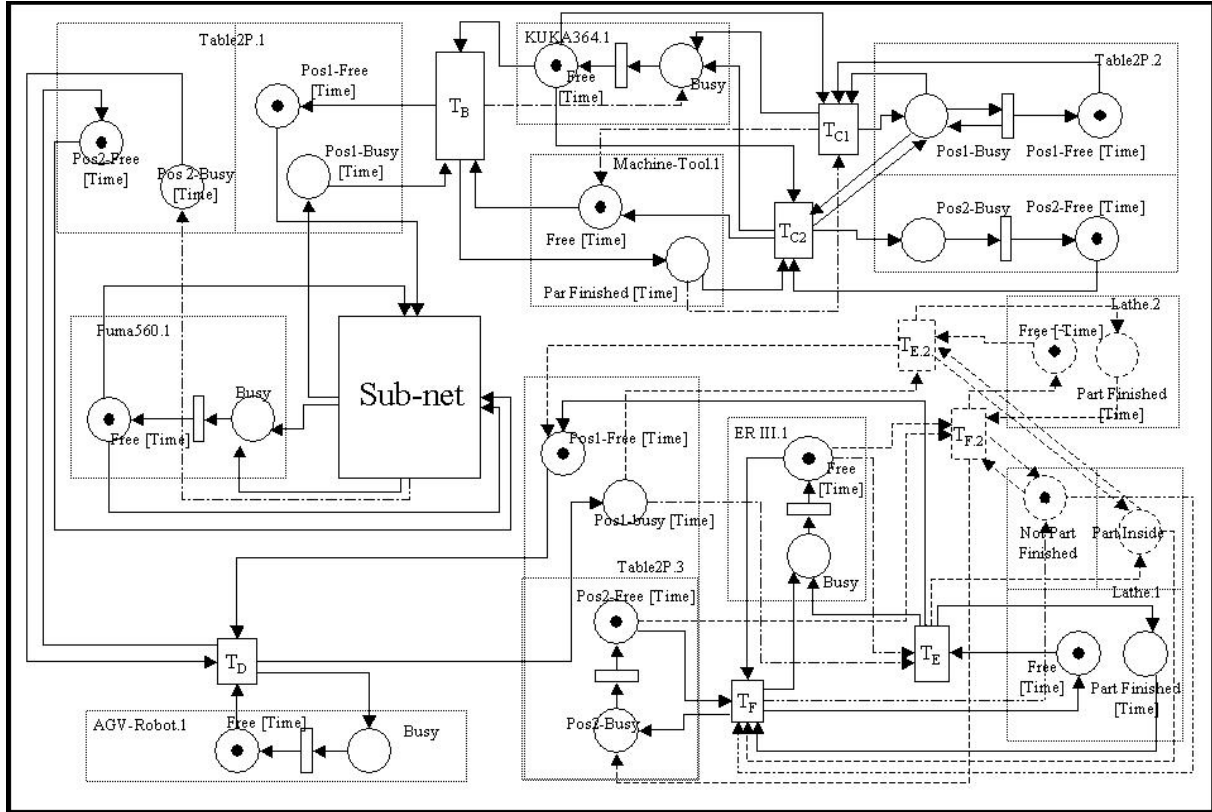 Table2P.1
KUKA364.1
Table2P.2
Pos1-Free
[Time]
Free
[Time]
Busy
T_B
T_C1
Pos2-Free
[Time]
Pos 2-Busy
[Time]
Pos1-Busy
[Time]
Pos1-Busy
Pos1-Free [Time]
Machine-Tool.1
Free [Time]
Par Finished [Time]
T_C2
Pos2-Busy
Pos2-Free [Time]
Puma560.1
Busy
Free [Time]
Sub-net
T_E.2
Lathe.2
Free [Time]
Part Finished
[Time]
T_F.2
Pos1-Free [Time]
Pos1-busy [Time]
ER III.1
Free
[Time]
Busy
Not Part
Finished
Part Inside
Table2P.3
Pos2-Free [Time]
Pos2-Busy
Lathe.1
T_E
Free
[Time]
Part Finished
[Time]
T_F
T_D
AGV-Robot.1
Free [Time]
Busy